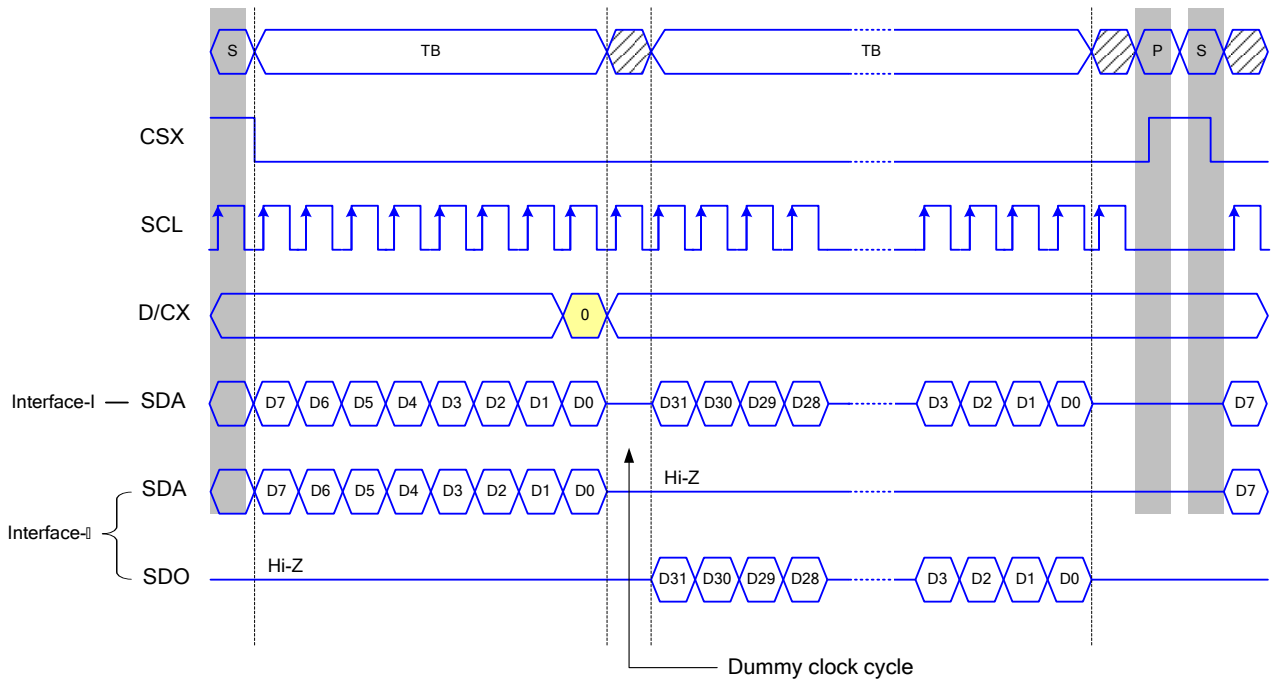 S TB TB P S
CSX
SCL
D/CX 0
Interface-I SDA D7 D6 D5 D4 D3 D2 D1 D0 D31 D30 D29 D28 D3 D2 D1 D0 D7
SDA D7 D6 D5 D4 D3 D2 D1 D0 Hi-Z D7
Interface-▯
SDO Hi-Z D31 D30 D29 D28 D3 D2 D1 D0
Dummy clock cycle